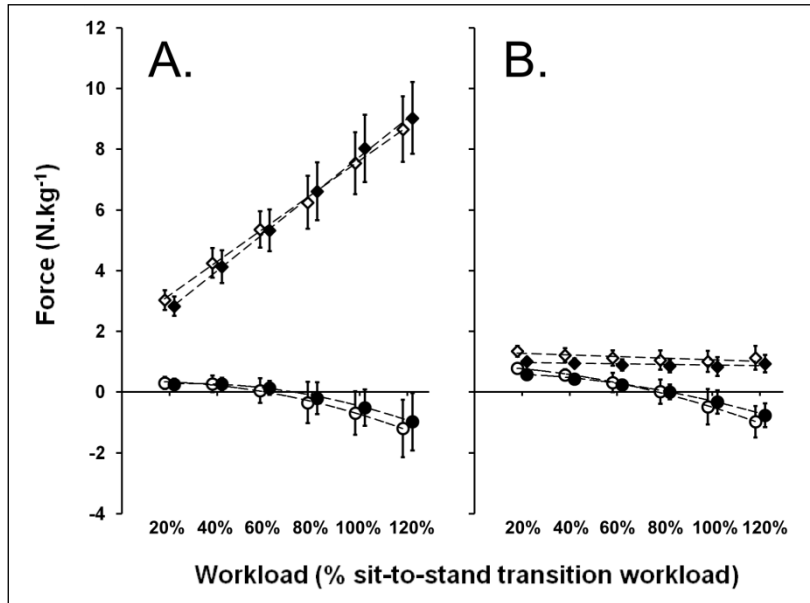 A. B.
12
10
8
6
4
2
0
-2
-4
Force (N.kg⁻¹)
20% 40% 60% 80% 100% 120% 20% 40% 60% 80% 100% 120%
Workload (% sit-to-stand transition workload)